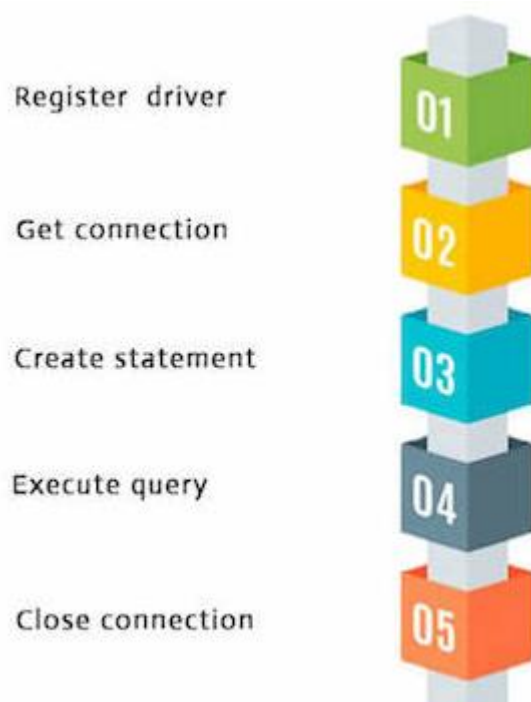 Register driver
01
Get connection
02
Create statement
03
Execute query
04
Close connection
05